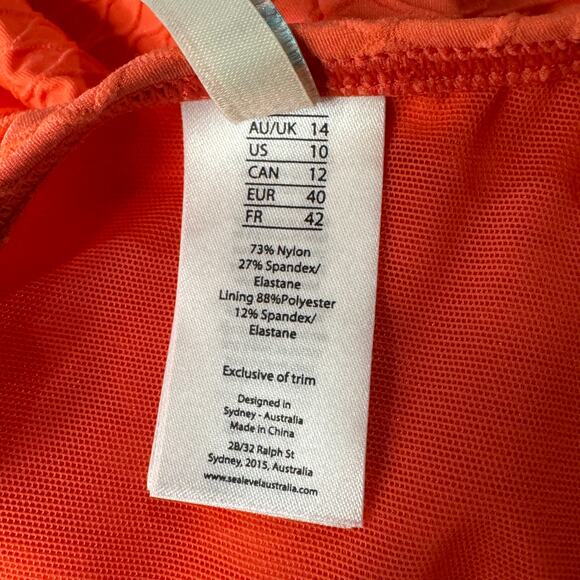 AU/UK 14
US 10
CAN 12
EUR 40
FR 42
73% Nylon
27% Spandex/
Elastane
Lining 88%Polyester
12% Spandex/
Elastane
Exclusive of trim
Designed in
Sydney - Australia
Made in China
2B/32 Ralph St
Sydney, 2015, Australia
www.sealevelaustralia.com